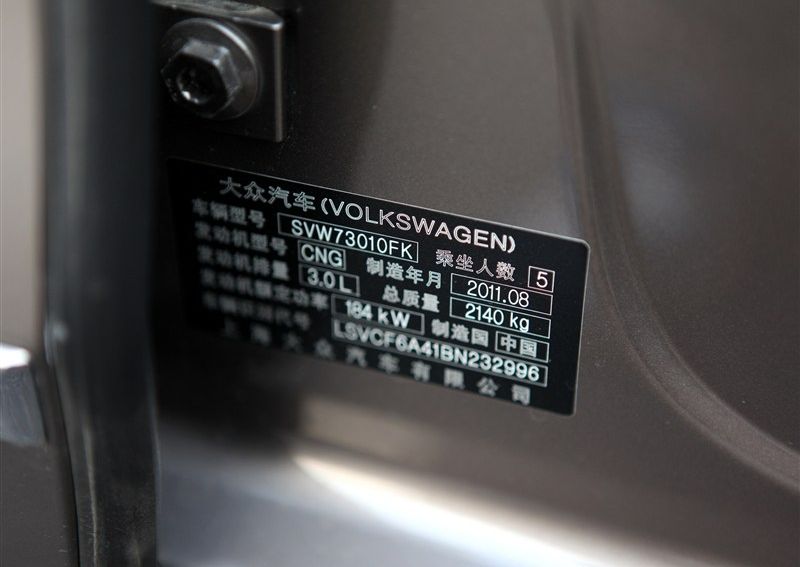 大众汽车(VOLKSWAGEN)
车辆型号 SVW73010FK 乘坐人数 5
发动机型号 CNG 制造年月 2011.08
发动机排量 3.0 L 总质量 2140 kg
发动机额定功率 184 kW 制造国 中国
车辆识别代号 LSVCF6A41BN232996
上海大众汽车有限公司